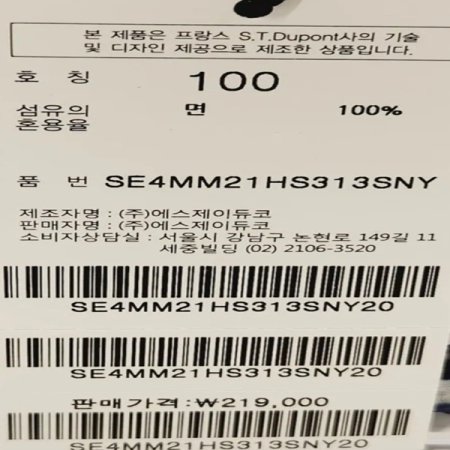 본 제품은 프랑스 S.T.Dupont사의 기술
및 디자인 제공으로 제조한 상품입니다.
호 칭 100
섬유의 면 100%
혼용율
품 번 SE4MM21HS313SNY
제조자명 : (주)에스제이듀코
판매자명 : (주)에스제이듀코
소비자상담실 : 서울시 강남구 논현로 149길 11
세중빌딩 (02) 2106-3520
SE4MM21HS313SNY20
SE4MM21HS313SNY20
판매가격:₩219,000
SE4MM21HS313SNY20